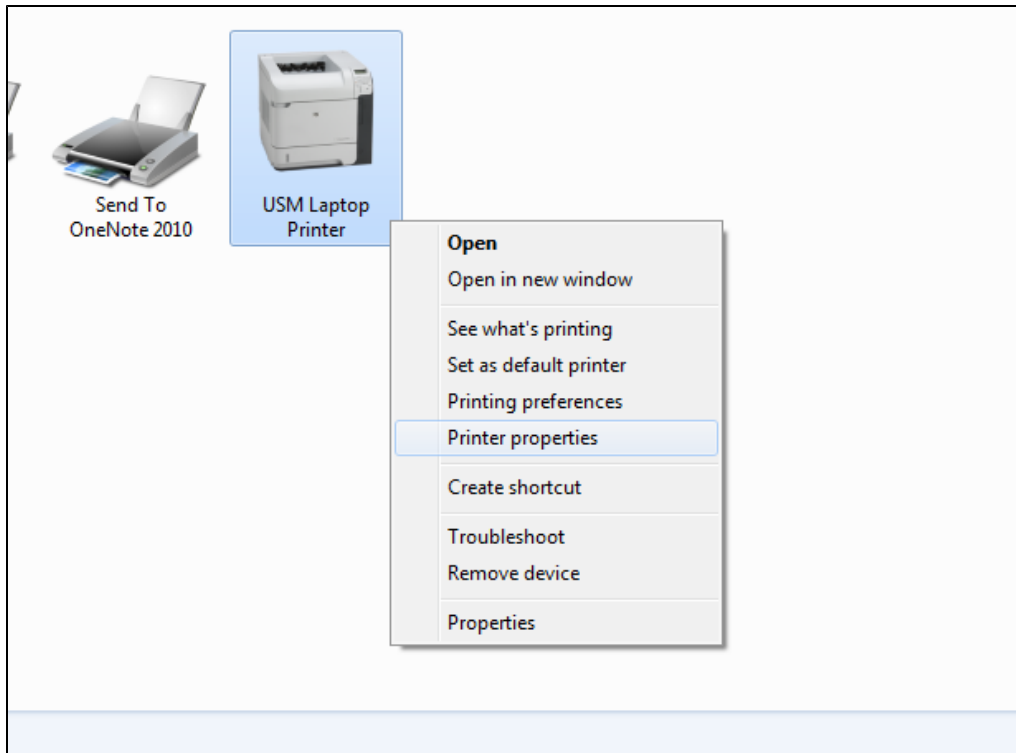 Send To
OneNote 2010
USM Laptop
Printer
Open
Open in new window
See what's printing
Set as default printer
Printing preferences
Printer properties
Create shortcut
Troubleshoot
Remove device
Properties